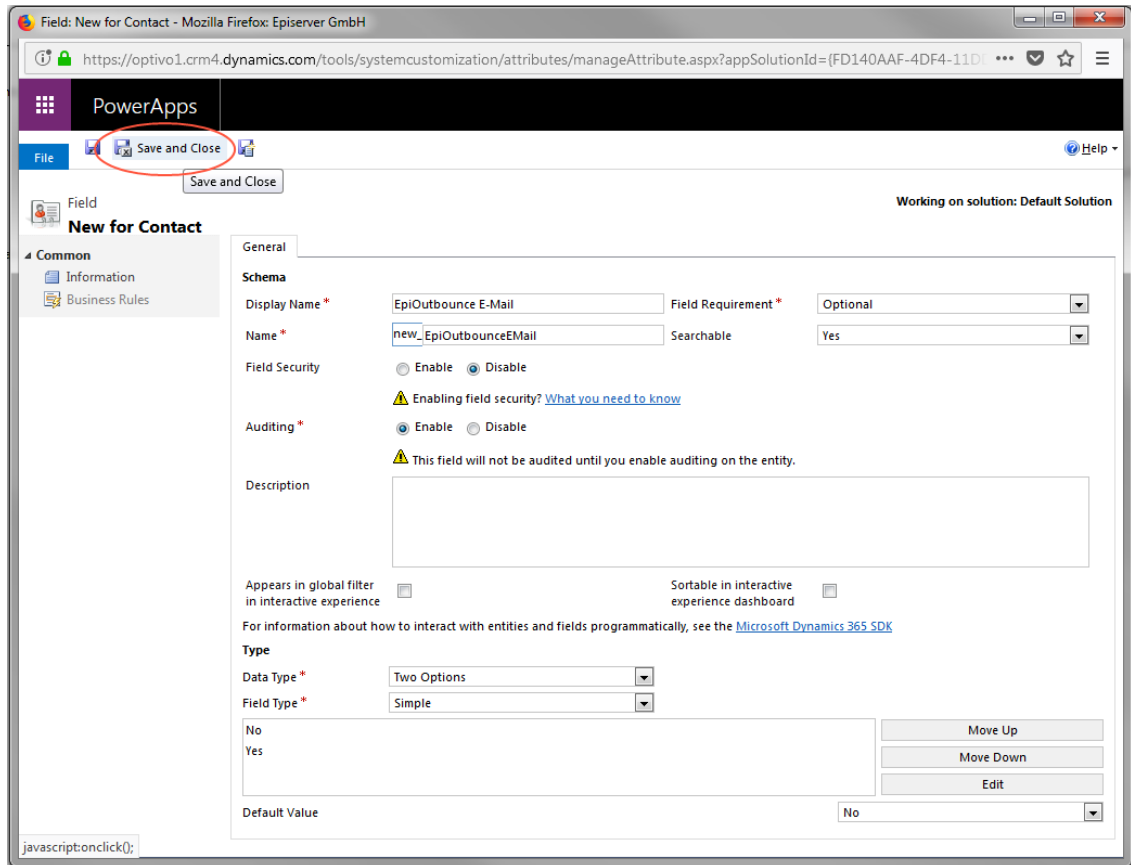 Field: New for Contact - Mozilla Firefox: Episerver GmbH
https://optivo1.crm4.dynamics.com/tools/systemcustomization/attributes/manageAttribute.aspx?appSolutionId={FD140AAF-4DF4-11D
PowerApps
File
Save and Close
Help
Save and Close
Field
New for Contact
Working on solution: Default Solution
Common
Information
Business Rules
General
Schema
Display Name * EpiOutbounce E-Mail Field Requirement * Optional
Name * new_ EpiOutbounceEMail Searchable Yes
Field Security Enable Disable
Enabling field security? What you need to know
Auditing * Enable Disable
This field will not be audited until you enable auditing on the entity.
Description
Appears in global filter
in interactive experience
Sortable in interactive
experience dashboard
For information about how to interact with entities and fields programmatically, see the Microsoft Dynamics 365 SDK
Type
Data Type * Two Options
Field Type * Simple
No
Yes
Move Up
Move Down
Edit
Default Value No
javascript:onclick();